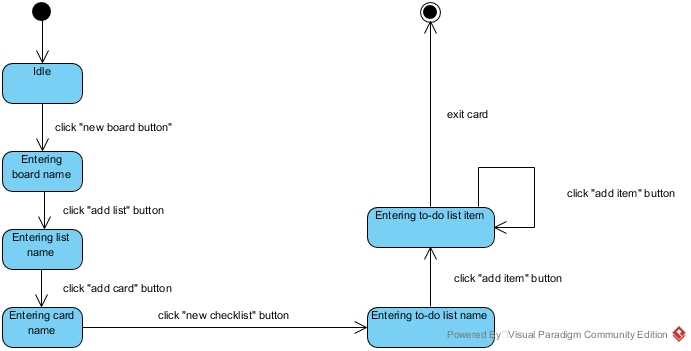 Idle
click "new board button"
Entering
board name
click "add list" button
Entering list
name
click "add card" button
Entering card
name
click "new checklist" button
Entering to-do list name
click "add item" button
Entering to-do list item
click "add item" button
exit card
Powered By Visual Paradigm Community Edition